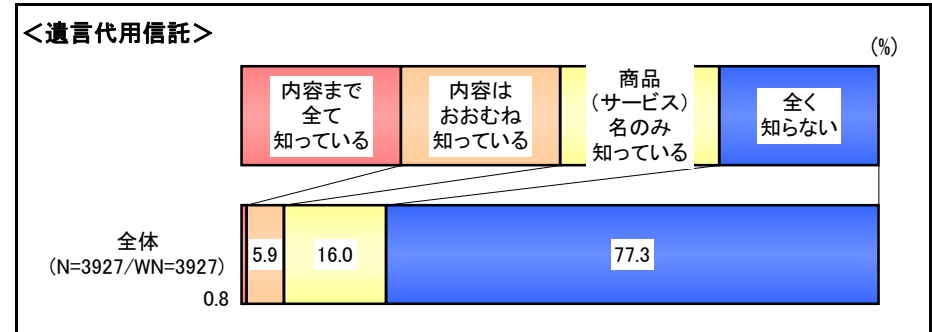 ＜遺言代用信託＞
(%)
内容まで
全て
知っている
内容は
おおむね
知っている
商品
（サービス）
名のみ
知っている
全く
知らない
全体
(N=3927/WN=3927)
0.8
5.9
16.0
77.3